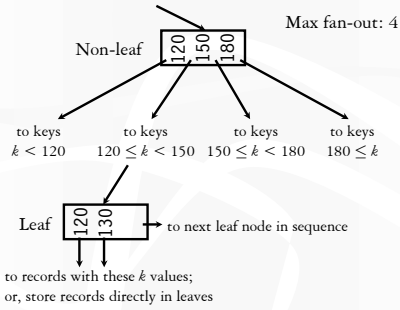 Max fan-out: 4
Non-leaf
120 150 180
to keys to keys to keys to keys
k < 120 120 ≤ k < 150 150 ≤ k < 180 180 ≤ k
Leaf
120 130
to next leaf node in sequence
to records with these k values;
or, store records directly in leaves